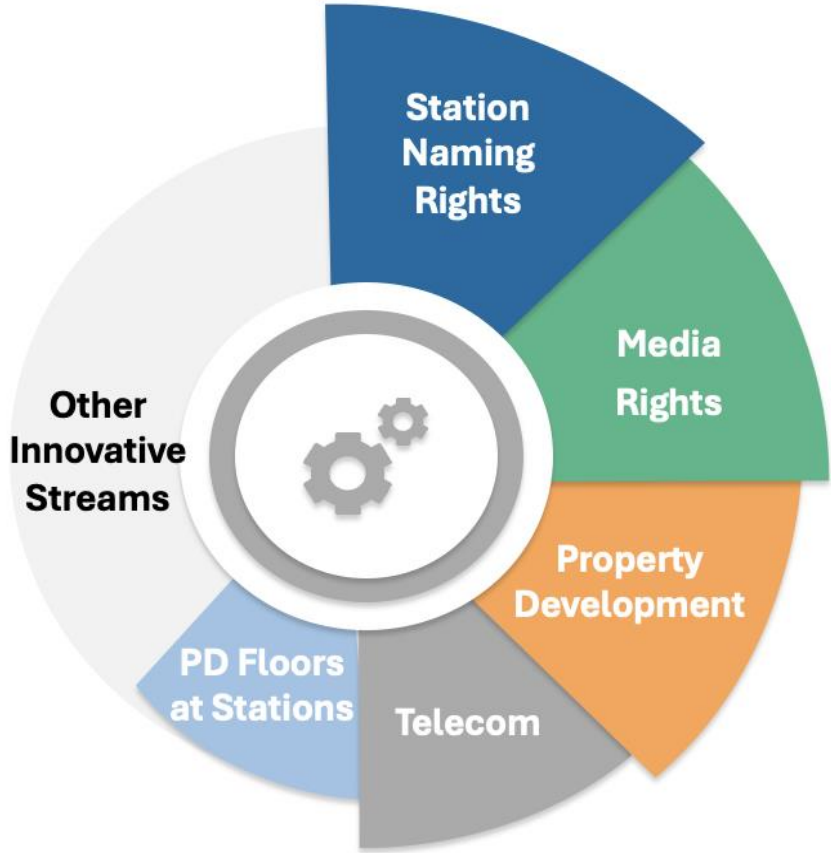 Station
Naming
Rights
Media
Rights
Property
Development
Telecom
PD Floors
at Stations
Other
Innovative
Streams